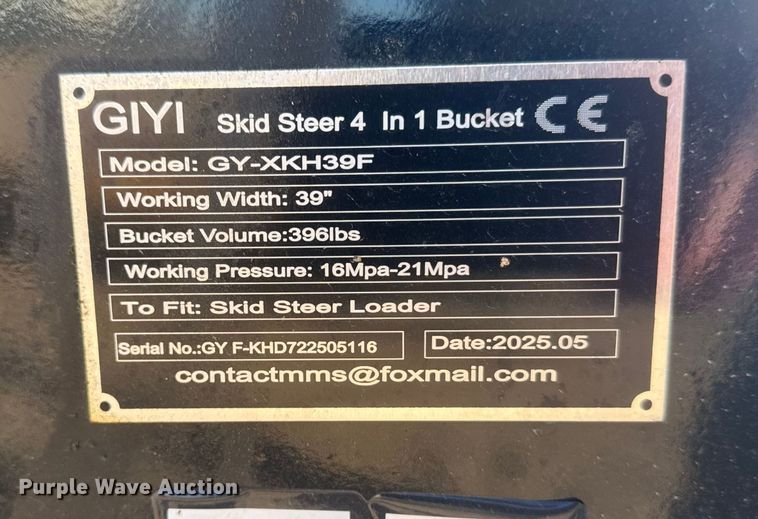 GIYI Skid Steer 4 In 1 Bucket CE
Model: GY-XKH39F
Working Width: 39"
Bucket Volume:396lbs
Working Pressure: 16Mpa-21Mpa
To Fit: Skid Steer Loader
Serial No.:GY F-KHD722505116 Date:2025.05
contactmms@foxmail.com
Purple Wave Auction